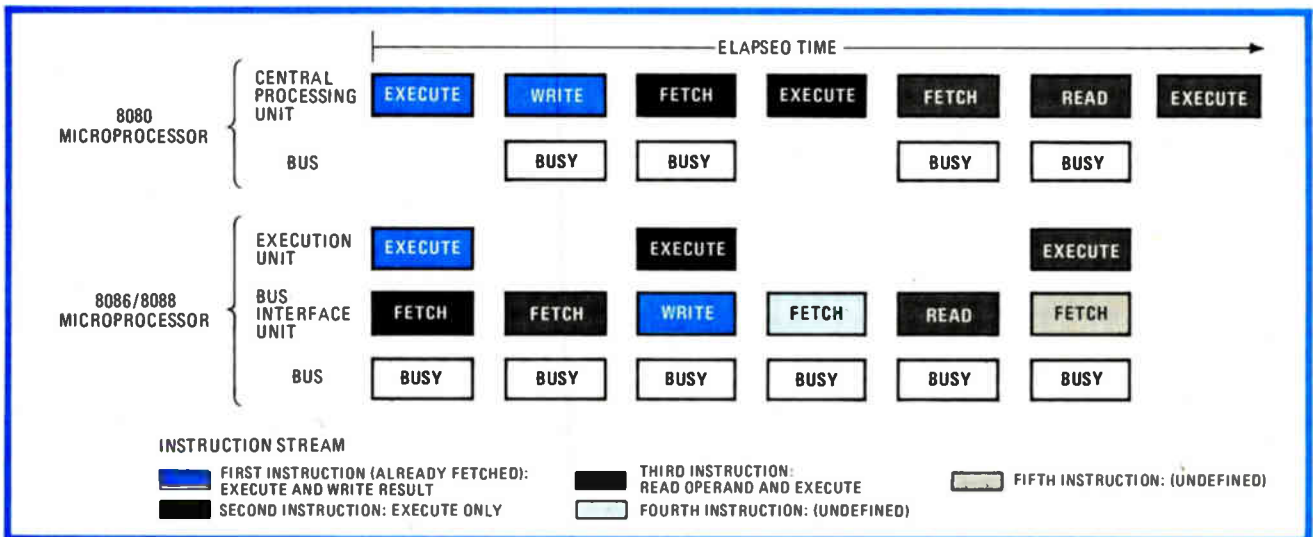 ELAPSEO TIME
8080
MICROPROCESSOR
CENTRAL
PROCESSING
UNIT
EXECUTE WRITE FETCH EXECUTE FETCH READ EXECUTE
BUS
BUSY BUSY BUSY BUSY
8086/8088
MICROPROCESSOR
EXECUTION
UNIT
EXECUTE EXECUTE EXECUTE
BUS
INTERFACE
UNIT
FETCH FETCH WRITE FETCH READ FETCH
BUS
BUSY BUSY BUSY BUSY BUSY BUSY
INSTRUCTION STREAM
FIRST INSTRUCTION (ALREADY FETCHED):
EXECUTE AND WRITE RESULT
SECOND INSTRUCTION: EXECUTE ONLY
THIRD INSTRUCTION:
READ OPERAND AND EXECUTE
FOURTH INSTRUCTION: (UNDEFINED)
FIFTH INSTRUCTION: (UNDEFINED)